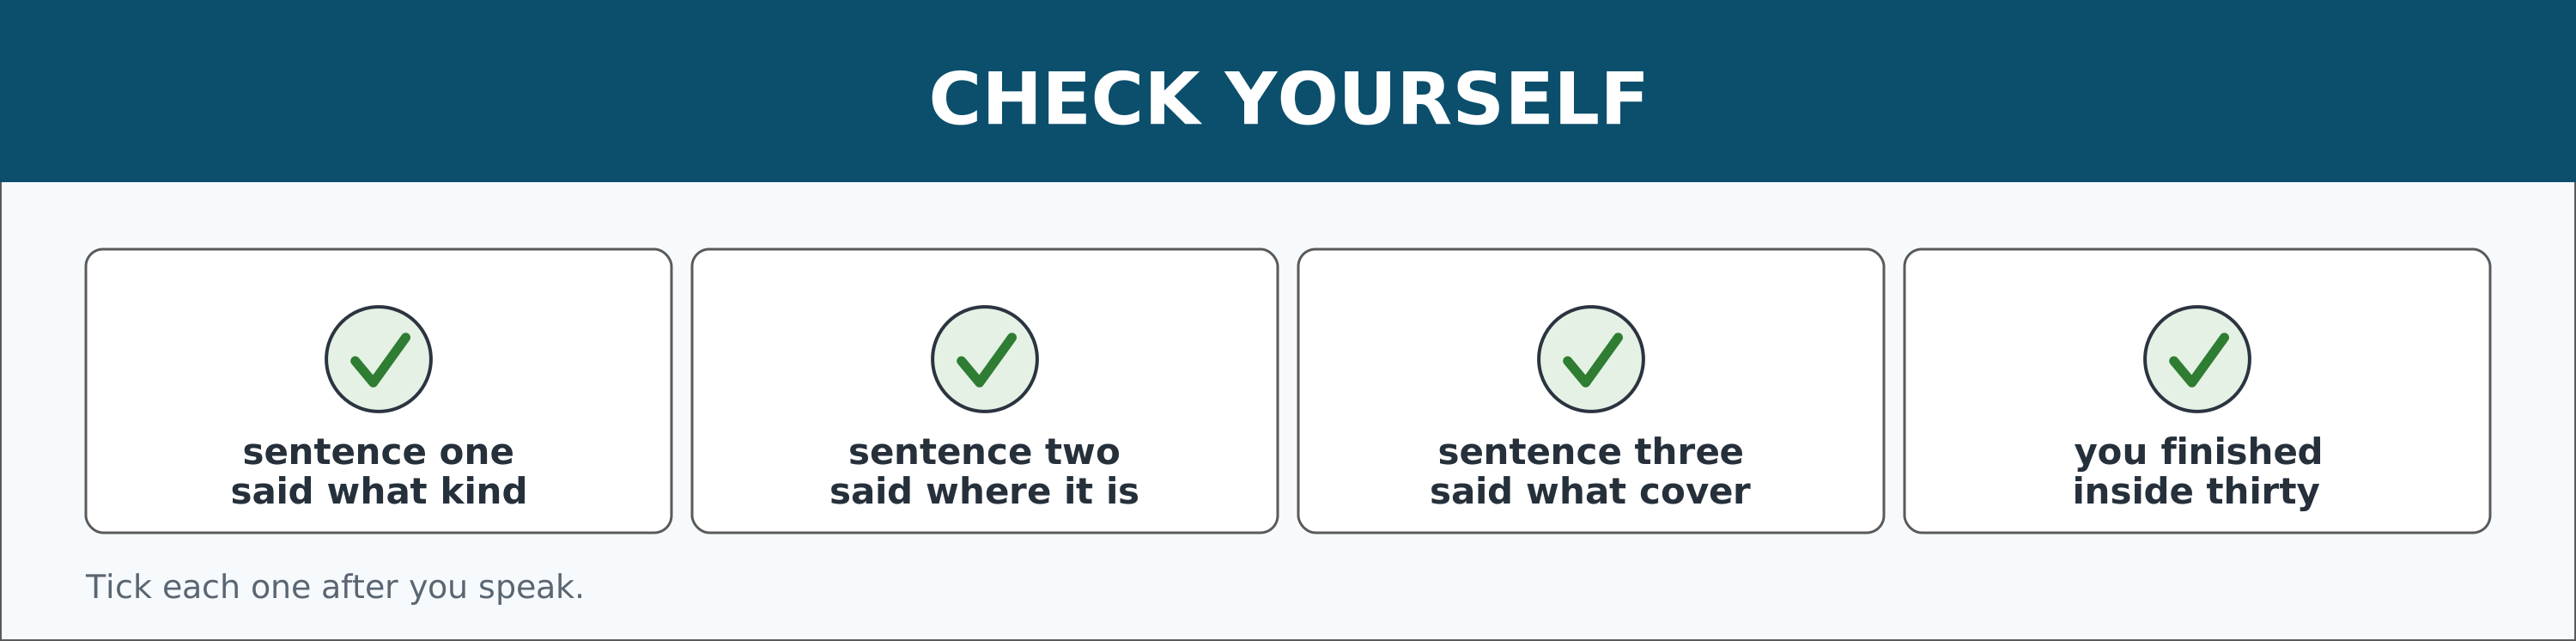 CHECK YOURSELF
sentence one
said what kind
sentence two
said where it is
sentence three
said what cover
you finished
inside thirty
Tick each one after you speak.